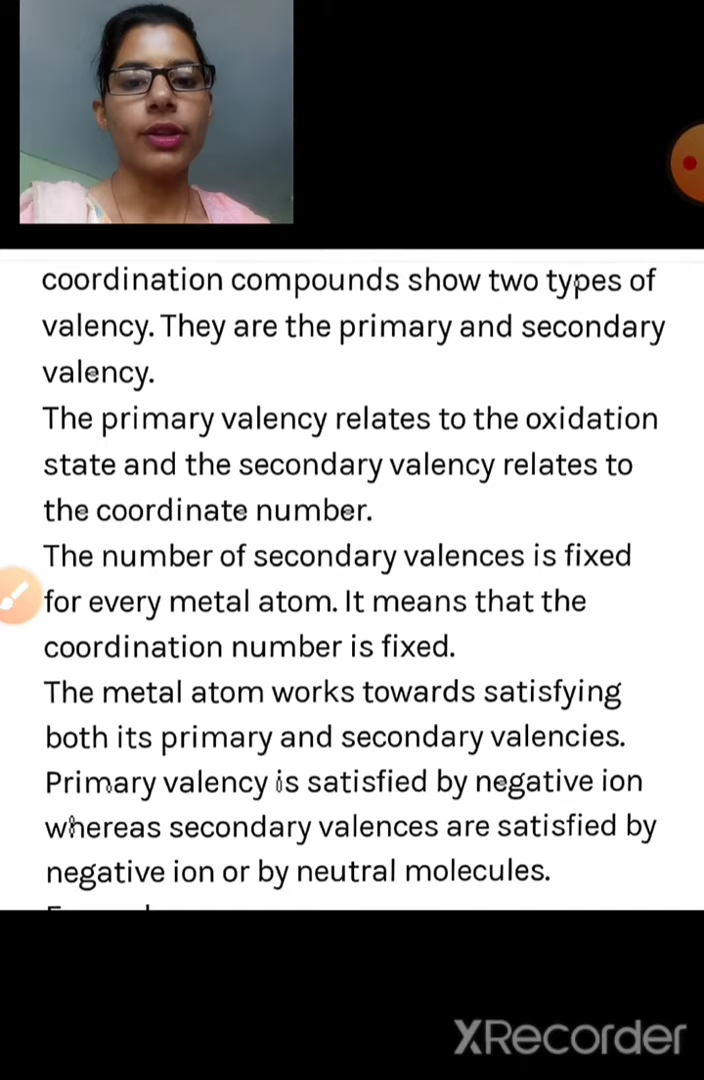 coordination compounds show two types of
valency. They are the primary and secondary
valency.
The primary valency relates to the oxidation
state and the secondary valency relates to
the coordinate number.
The number of secondary valences is fixed
for every metal atom. It means that the
coordination number is fixed.
The metal atom works towards satisfying
both its primary and secondary valencies.
Primary valency is satisfied by negative ion
whereas secondary valences are satisfied by
negative ion or by neutral molecules.
XRecorder